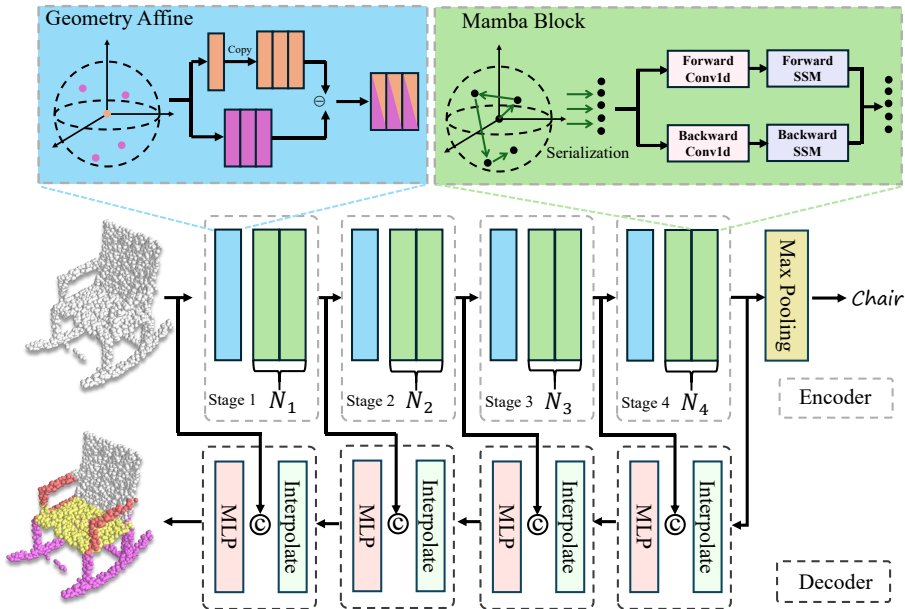 Geometry Affine
Copy
⊖
Mamba Block
Serialization
Forward
Conv1d
Forward
SSM
Backward
Conv1d
Backward
SSM
Stage 1
N₁
Stage 2
N₂
Stage 3
N₃
Stage 4
N₄
Max Pooling
Chair
Encoder
MLP
©
Interpolate
MLP
©
Interpolate
MLP
©
Interpolate
MLP
©
Interpolate
Decoder